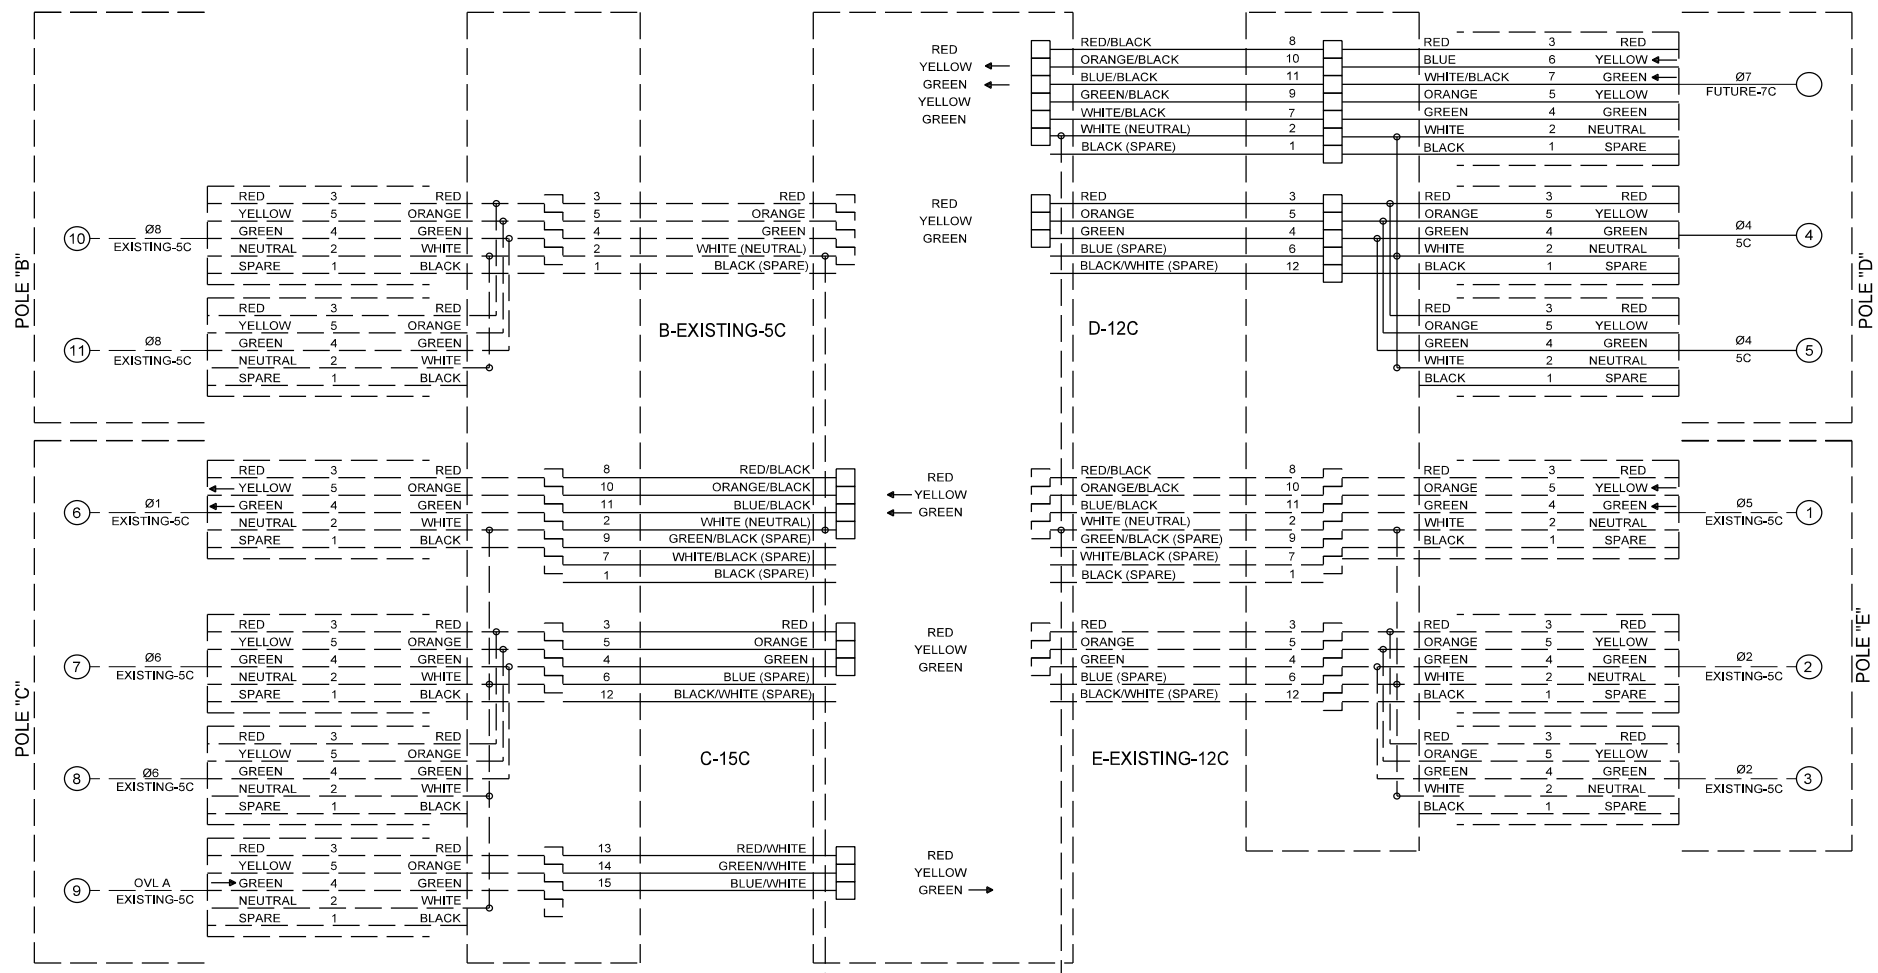 POLE "B"
10
Ø8
EXISTING-5C
RED 3 RED
YELLOW 5 ORANGE
GREEN 4 GREEN
NEUTRAL 2 WHITE
SPARE 1 BLACK
3 RED
5 ORANGE
4 GREEN
2 WHITE (NEUTRAL)
1 BLACK (SPARE)
11
Ø8
EXISTING-5C
RED 3 RED
YELLOW 5 ORANGE
GREEN 4 GREEN
NEUTRAL 2 WHITE
SPARE 1 BLACK
B-EXISTING-5C
POLE "C"
6
Ø1
EXISTING-5C
RED 3 RED
YELLOW 5 ORANGE
GREEN 4 GREEN
NEUTRAL 2 WHITE
SPARE 1 BLACK
8 RED/BLACK
10 ORANGE/BLACK
11 BLUE/BLACK
2 WHITE (NEUTRAL)
9 GREEN/BLACK (SPARE)
7 WHITE/BLACK (SPARE)
1 BLACK (SPARE)
7
Ø6
EXISTING-5C
RED 3 RED
YELLOW 5 ORANGE
GREEN 4 GREEN
NEUTRAL 2 WHITE
SPARE 1 BLACK
3 RED
5 ORANGE
4 GREEN
6 BLUE (SPARE)
12 BLACK/WHITE (SPARE)
8
Ø6
EXISTING-5C
RED 3 RED
YELLOW 5 ORANGE
GREEN 4 GREEN
NEUTRAL 2 WHITE
SPARE 1 BLACK
C-15C
9
OVL A
EXISTING-5C
RED 3 RED
YELLOW 5 ORANGE
GREEN 4 GREEN
NEUTRAL 2 WHITE
SPARE 1 BLACK
13 RED/WHITE
14 GREEN/WHITE
15 BLUE/WHITE
RED
YELLOW
GREEN
YELLOW
GREEN
RED
YELLOW
GREEN
RED
YELLOW
GREEN
RED
YELLOW
GREEN
RED
YELLOW
GREEN
RED/BLACK 8
ORANGE/BLACK 10
BLUE/BLACK 11
GREEN/BLACK 9
WHITE/BLACK 7
WHITE (NEUTRAL) 2
BLACK (SPARE) 1
RED 3 RED
BLUE 6 YELLOW
WHITE/BLACK 7 GREEN
ORANGE 5 YELLOW
GREEN 4 GREEN
WHITE 2 NEUTRAL
BLACK 1 SPARE
Ø7
FUTURE-7C
RED 3
ORANGE 5
GREEN 4
BLUE (SPARE) 6
BLACK/WHITE (SPARE) 12
RED 3 RED
ORANGE 5 YELLOW
GREEN 4 GREEN
WHITE 2 NEUTRAL
BLACK 1 SPARE
Ø4
5C
4
D-12C
RED 3 RED
ORANGE 5 YELLOW
GREEN 4 GREEN
WHITE 2 NEUTRAL
BLACK 1 SPARE
Ø4
5C
5
POLE "D"
RED/BLACK 8
ORANGE/BLACK 10
BLUE/BLACK 11
WHITE (NEUTRAL) 2
GREEN/BLACK (SPARE) 9
WHITE/BLACK (SPARE) 7
BLACK (SPARE) 1
RED 3 RED
ORANGE 5 YELLOW
GREEN 4 GREEN
WHITE 2 NEUTRAL
BLACK 1 SPARE
Ø5
EXISTING-5C
1
RED 3
ORANGE 5
GREEN 4
BLUE (SPARE) 6
BLACK/WHITE (SPARE) 12
RED 3 RED
ORANGE 5 YELLOW
GREEN 4 GREEN
WHITE 2 NEUTRAL
BLACK 1 SPARE
Ø2
EXISTING-5C
2
E-EXISTING-12C
RED 3 RED
ORANGE 5 YELLOW
GREEN 4 GREEN
WHITE 2 NEUTRAL
BLACK 1 SPARE
Ø2
EXISTING-5C
3
POLE "E"